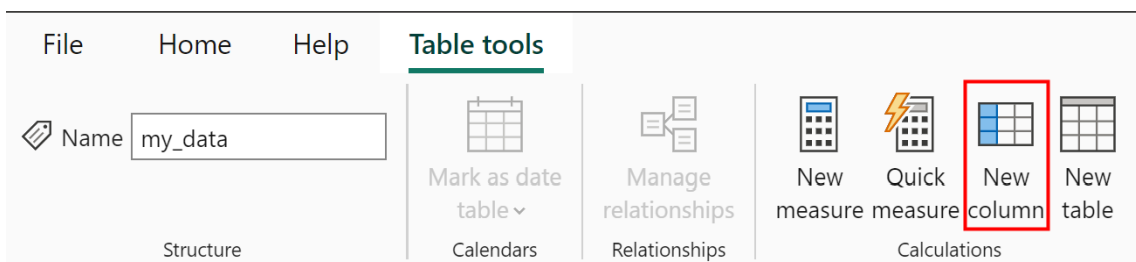 File Home Help Table tools
Name my_data
Mark as date
table
Manage
relationships
New
measure
Quick
measure
New
column
New
table
Structure Calendars Relationships Calculations